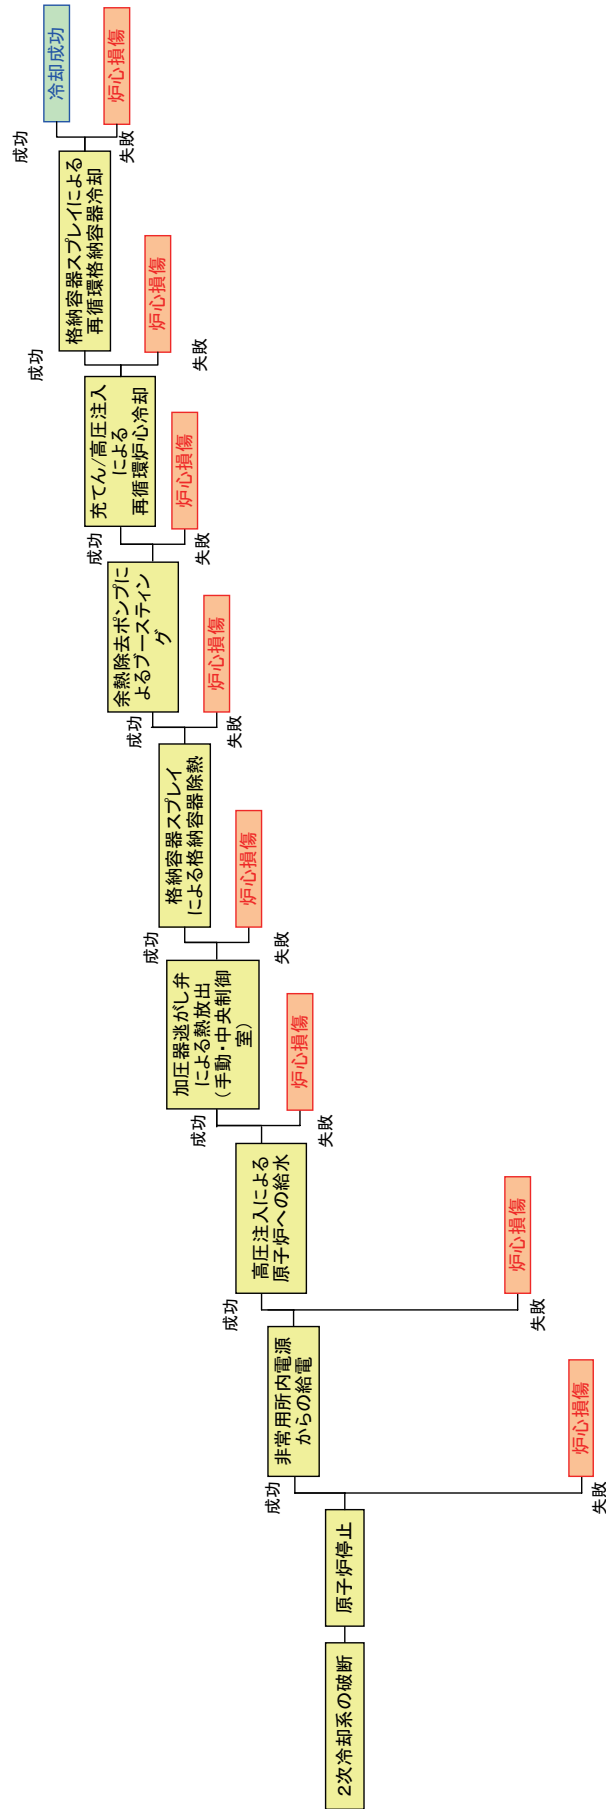 2次冷却系の破断
原子炉停止
成功
失敗
非常用所内電源
からの給電
炉心損傷
成功
失敗
高圧注入による
原子炉への給水
炉心損傷
成功
失敗
加圧器逃がし弁
による熱放出
(手動・中央制御
室)
炉心損傷
成功
失敗
格納容器スプレイ
による格納容器除熱
炉心損傷
成功
失敗
余熱除去ポンプに
よるブースティン
グ
炉心損傷
成功
失敗
充てん/高圧注入
による
再循環炉心冷却
炉心損傷
成功
失敗
格納容器スプレイによる
再循環格納容器冷却
炉心損傷
成功
失敗
冷却成功
炉心損傷